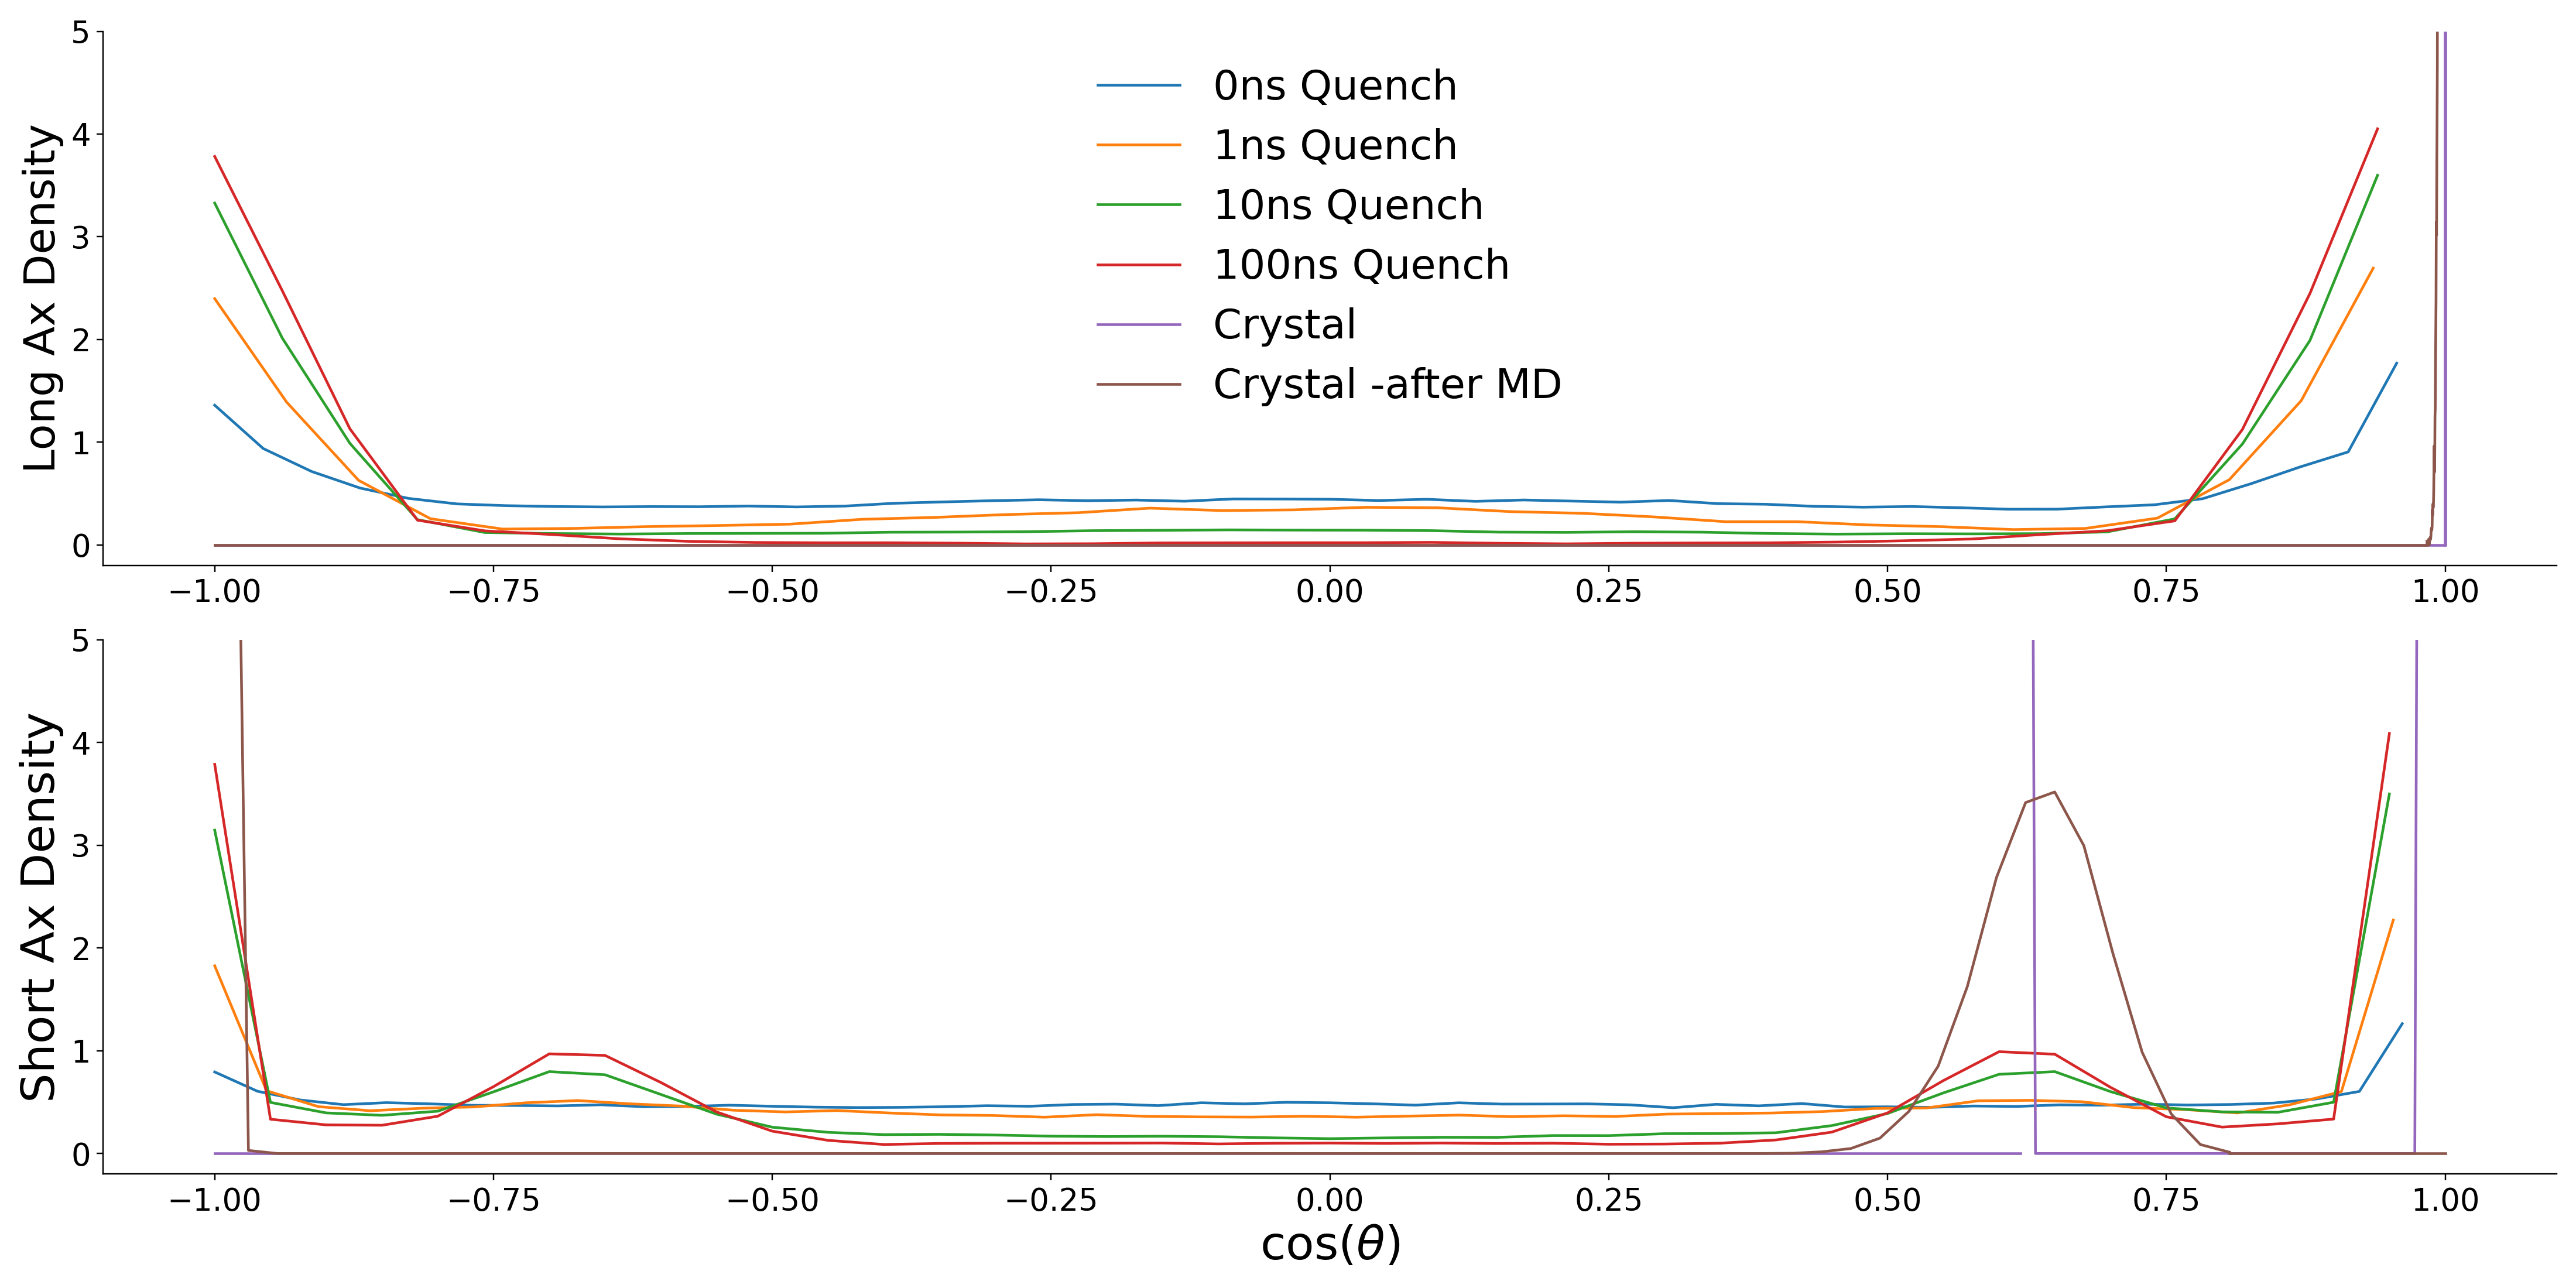 Long Ax Density
5
4
3
2
1
0
0ns Quench
1ns Quench
10ns Quench
100ns Quench
Crystal
Crystal -after MD
−1.00 −0.75 −0.50 −0.25 0.00 0.25 0.50 0.75 1.00
Short Ax Density
5
4
3
2
1
0
−1.00 −0.75 −0.50 −0.25 0.00 0.25 0.50 0.75 1.00
cos(θ)